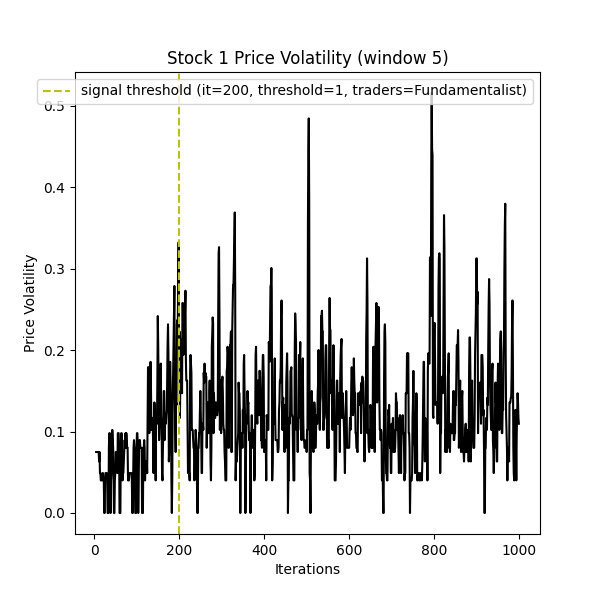 Stock 1 Price Volatility (window 5)
signal threshold (it=200, threshold=1, traders=Fundamentalist)
0.5
0.4
0.3
0.2
0.1
0.0
Price Volatility
0 200 400 600 800 1000
Iterations